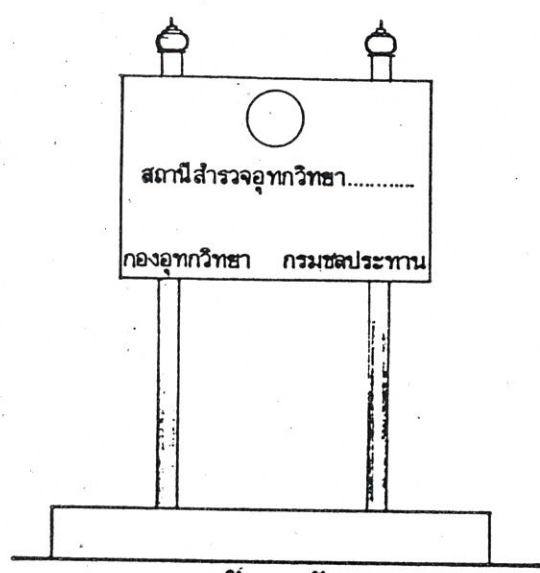 สถานีสำรวจอุทกวิทยา............
กองอุทกวิทยา กรมชลประทาน